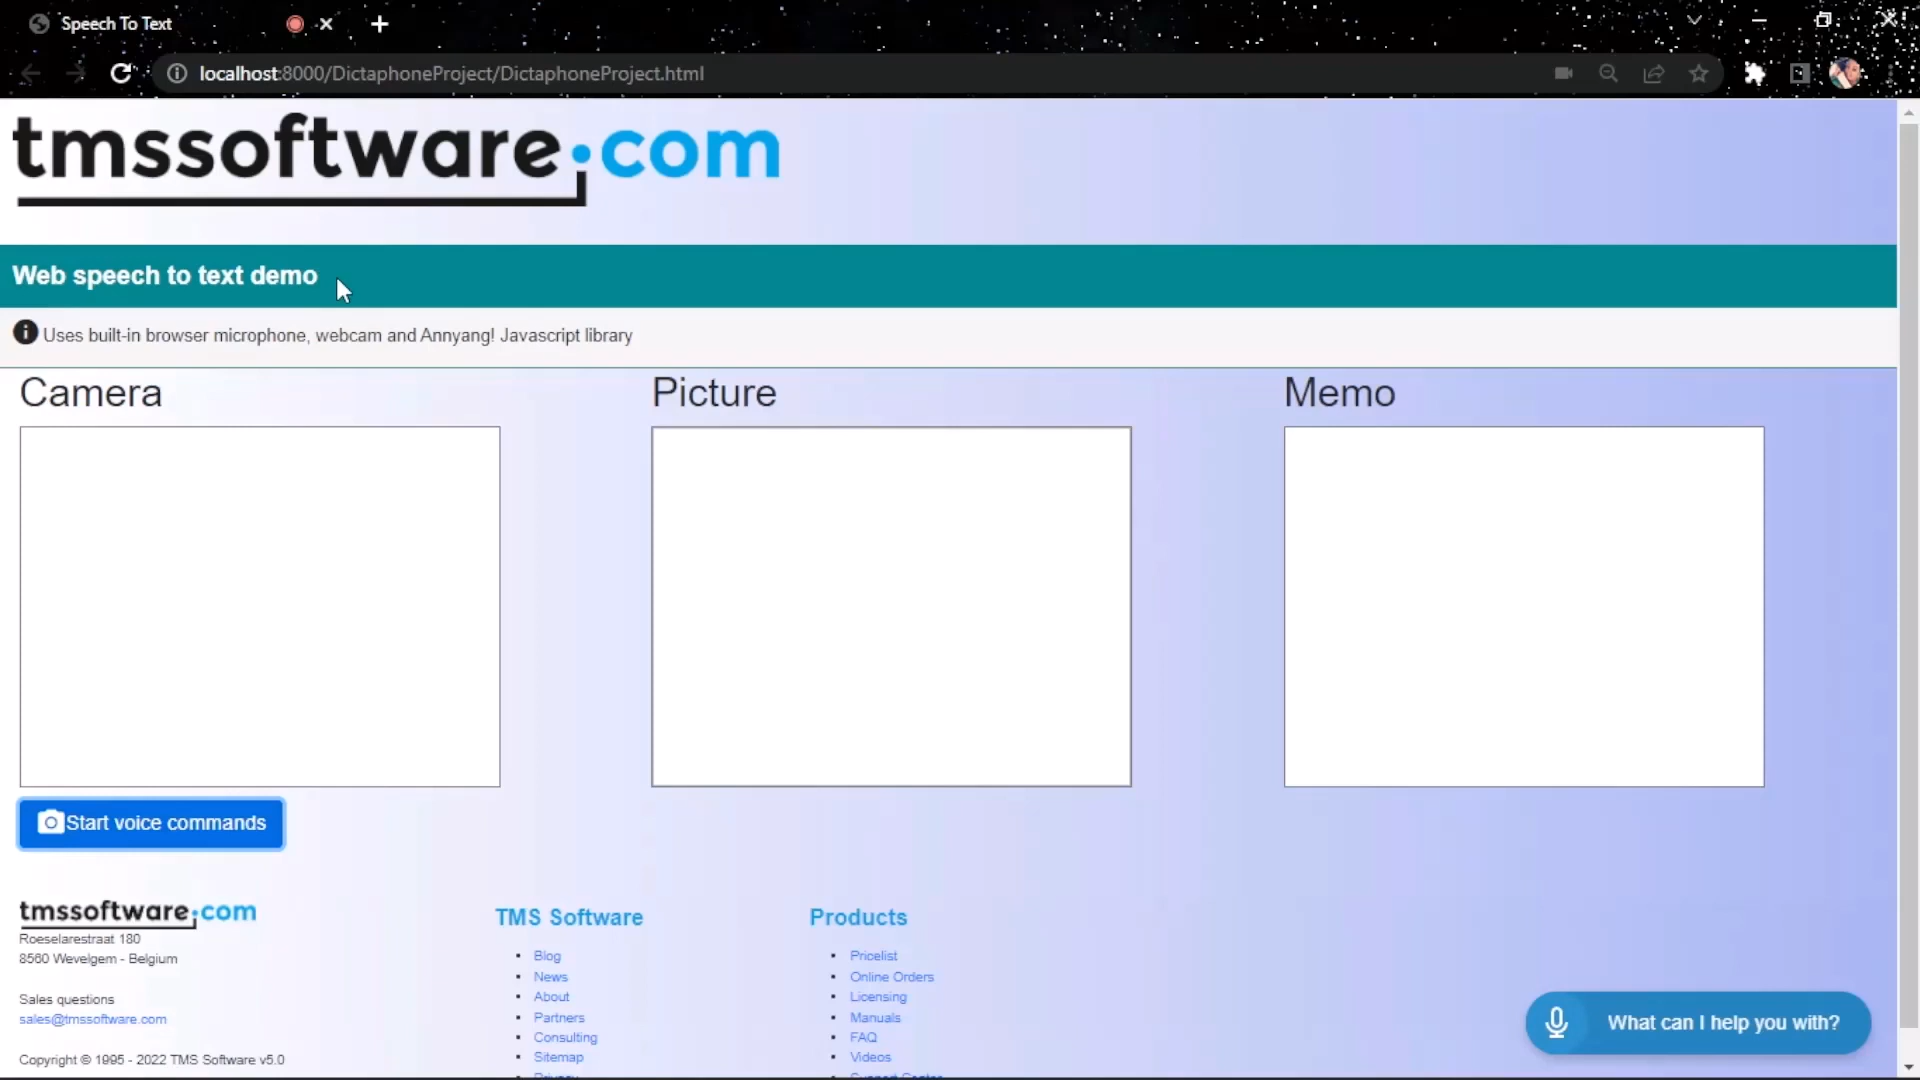 Speech To Text
localhost:8000/DictaphoneProject/DictaphoneProject.html
tmssoftware.com
Web speech to text demo
Uses built-in browser microphone, webcam and Annyang! Javascript library
Camera
Picture
Memo
Start voice commands
tmssoftware.com
Roeselarestraat 180
8560 Wevelgem - Belgium
Sales questions
sales@tmssoftware.com
Copyright © 1995 - 2022 TMS Software v5.0
TMS Software
Blog
News
About
Partners
Consulting
Sitemap
Products
Pricelist
Online Orders
Licensing
Manuals
FAQ
Videos
What can I help you with?